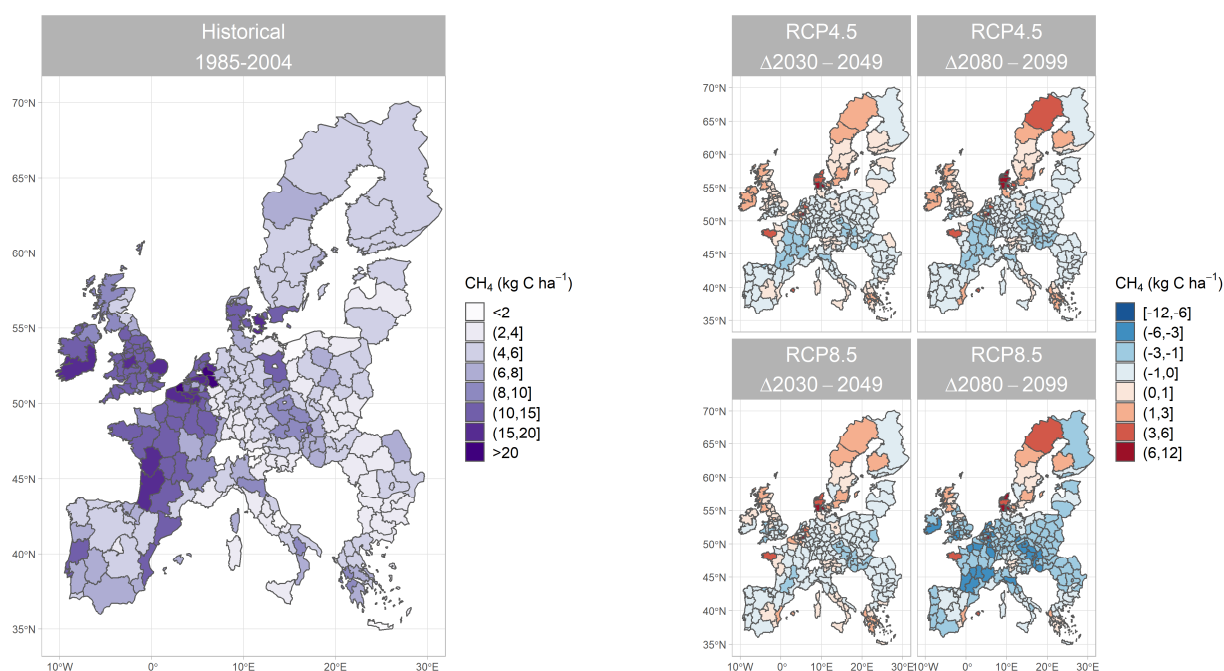 Historical
1985-2004
70°N
65°N
60°N
55°N
50°N
45°N
40°N
35°N
10°W
0°
10°E
20°E
30°E
CH₄ (kg C ha⁻¹)
<2
(2,4]
(4,6]
(6,8]
(8,10]
(10,15]
(15,20]
>20
RCP4.5
Δ2030 – 2049
RCP4.5
Δ2080 – 2099
70°N
65°N
60°N
55°N
50°N
45°N
40°N
35°N
RCP8.5
Δ2030 – 2049
RCP8.5
Δ2080 – 2099
70°N
65°N
60°N
55°N
50°N
45°N
40°N
35°N
10°W
0°
10°E
20°E
30°E
10°W
0°
10°E
20°E
30°E
CH₄ (kg C ha⁻¹)
[-12,-6]
(-6,-3]
(-3,-1]
(-1,0]
(0,1]
(1,3]
(3,6]
(6,12]